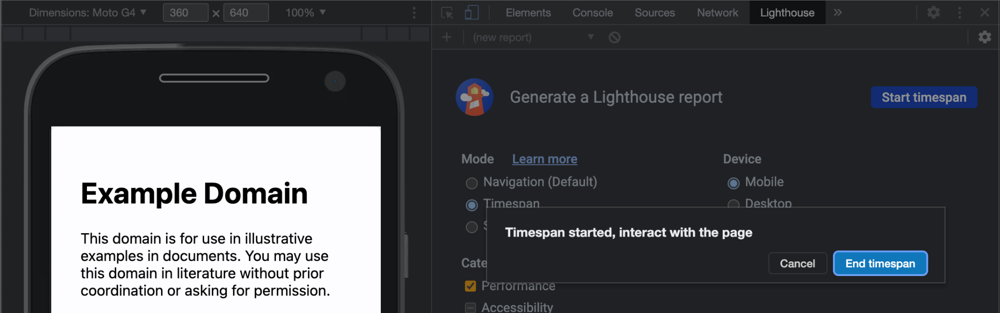 Dimensions: Moto G4 ▼ 360 × 640 100% ▼
Elements Console Sources Network Lighthouse »
(new report) ▼
Generate a Lighthouse report
Start timespan
Mode Learn more
Device
Navigation (Default)
Mobile
Timespan
Desktop
S
Timespan started, interact with the page
Cancel End timespan
Cate
Performance
Accessibility
Example Domain
This domain is for use in illustrative
examples in documents. You may use
this domain in literature without prior
coordination or asking for permission.